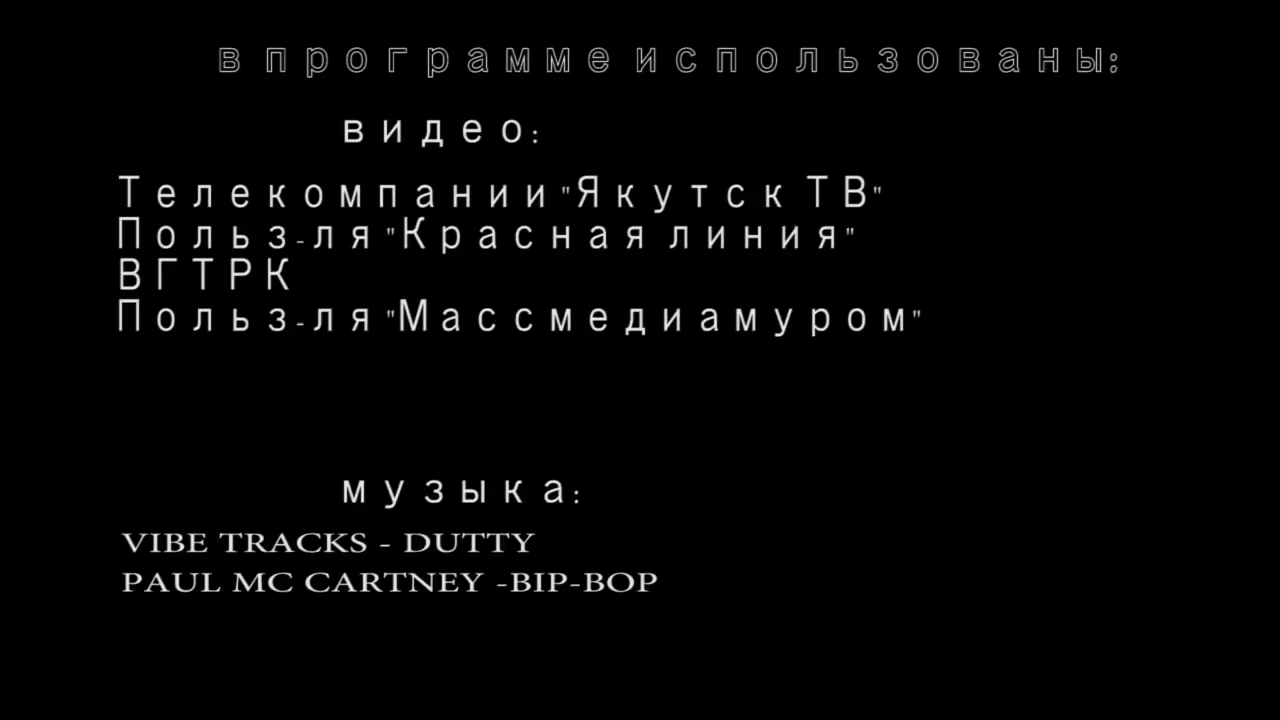 в программе использованы:
видео:
Телекомпании "Якутск ТВ"
Польз-ля "Красная линия"
ВГТРК
Польз-ля "Массмедиамуром"
музыка:
VIBE TRACKS - DUTTY
PAUL MC CARTNEY -BIP-BOP